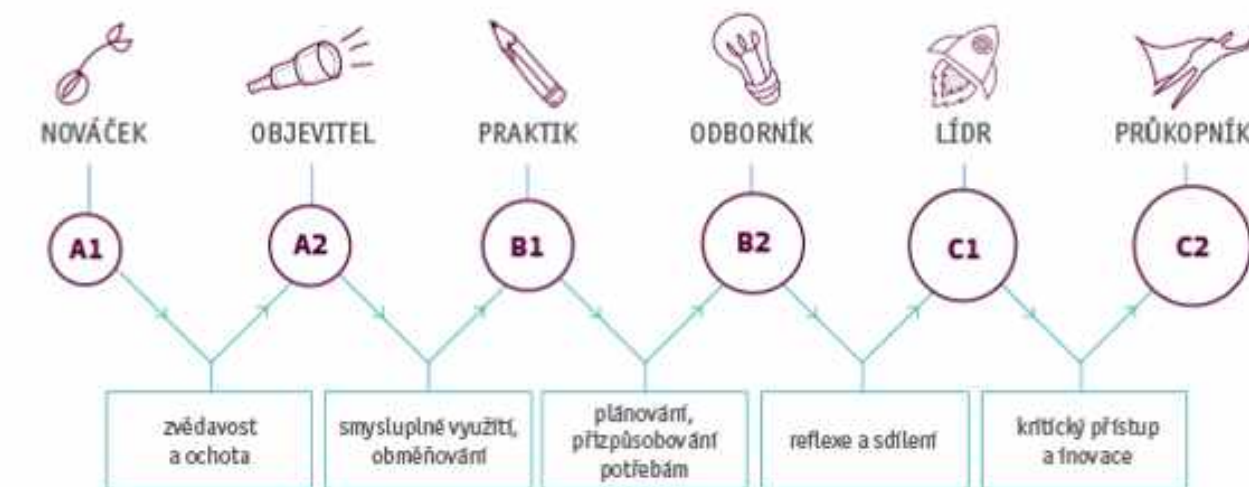 NOVÁČEK
OBJEVITEL
PRAKTIK
ODBORNÍK
LÍDR
PRŮKOPNÍK
A1
A2
B1
B2
C1
C2
zvědavost
a ochota
smysluplné využití,
obměňování
plánování,
přizpůsobování
potřebám
reflexe a sdílení
kritický přístup
a inovace